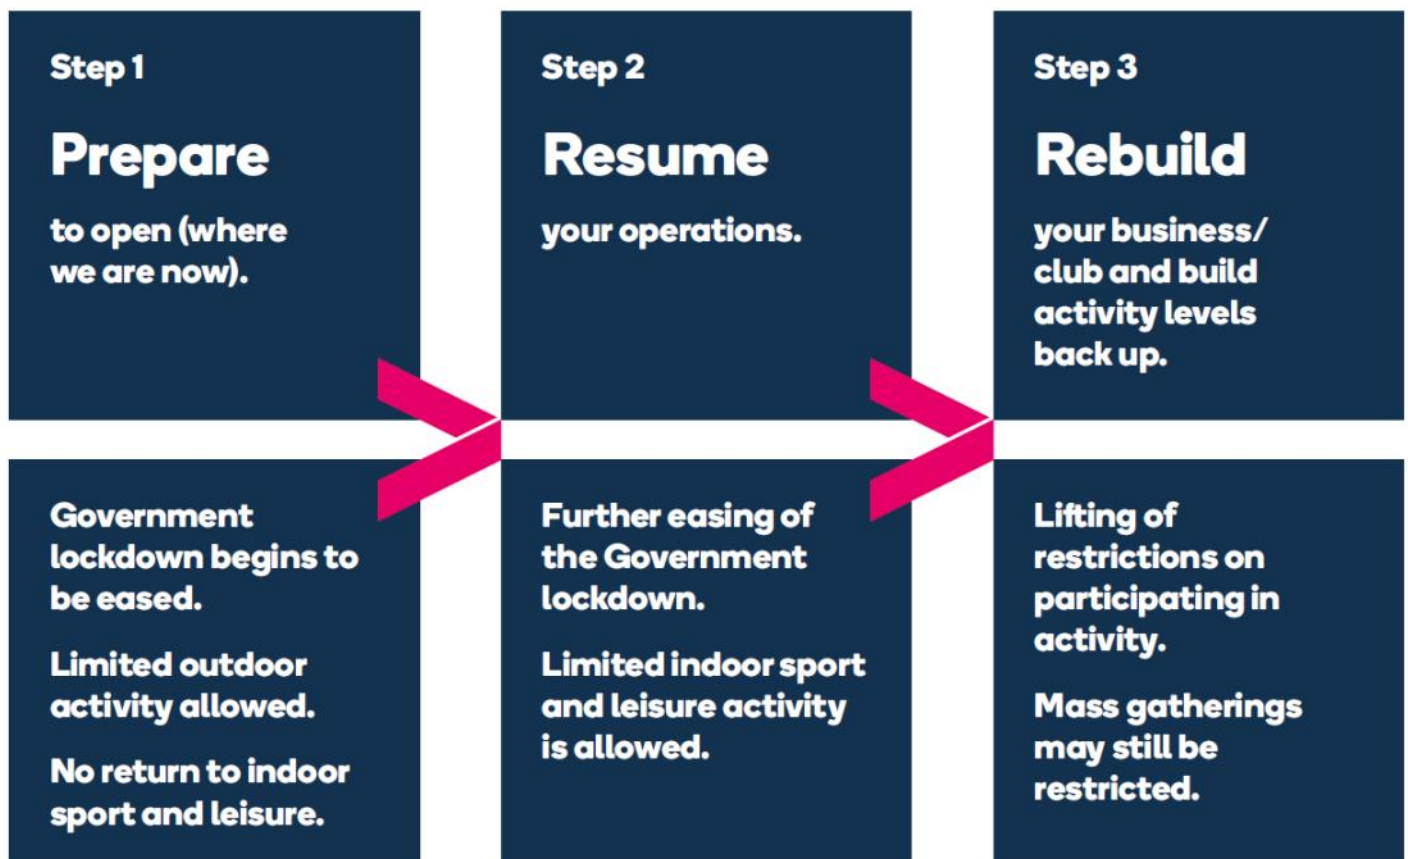 Step 1
Prepare
to open (where
we are now).
Step 2
Resume
your operations.
Step 3
Rebuild
your business/
club and build
activity levels
back up.
Government
lockdown begins to
be eased.
Limited outdoor
activity allowed.
No return to indoor
sport and leisure.
Further easing of
the Government
lockdown.
Limited indoor sport
and leisure activity
is allowed.
Lifting of
restrictions on
participating in
activity.
Mass gatherings
may still be
restricted.